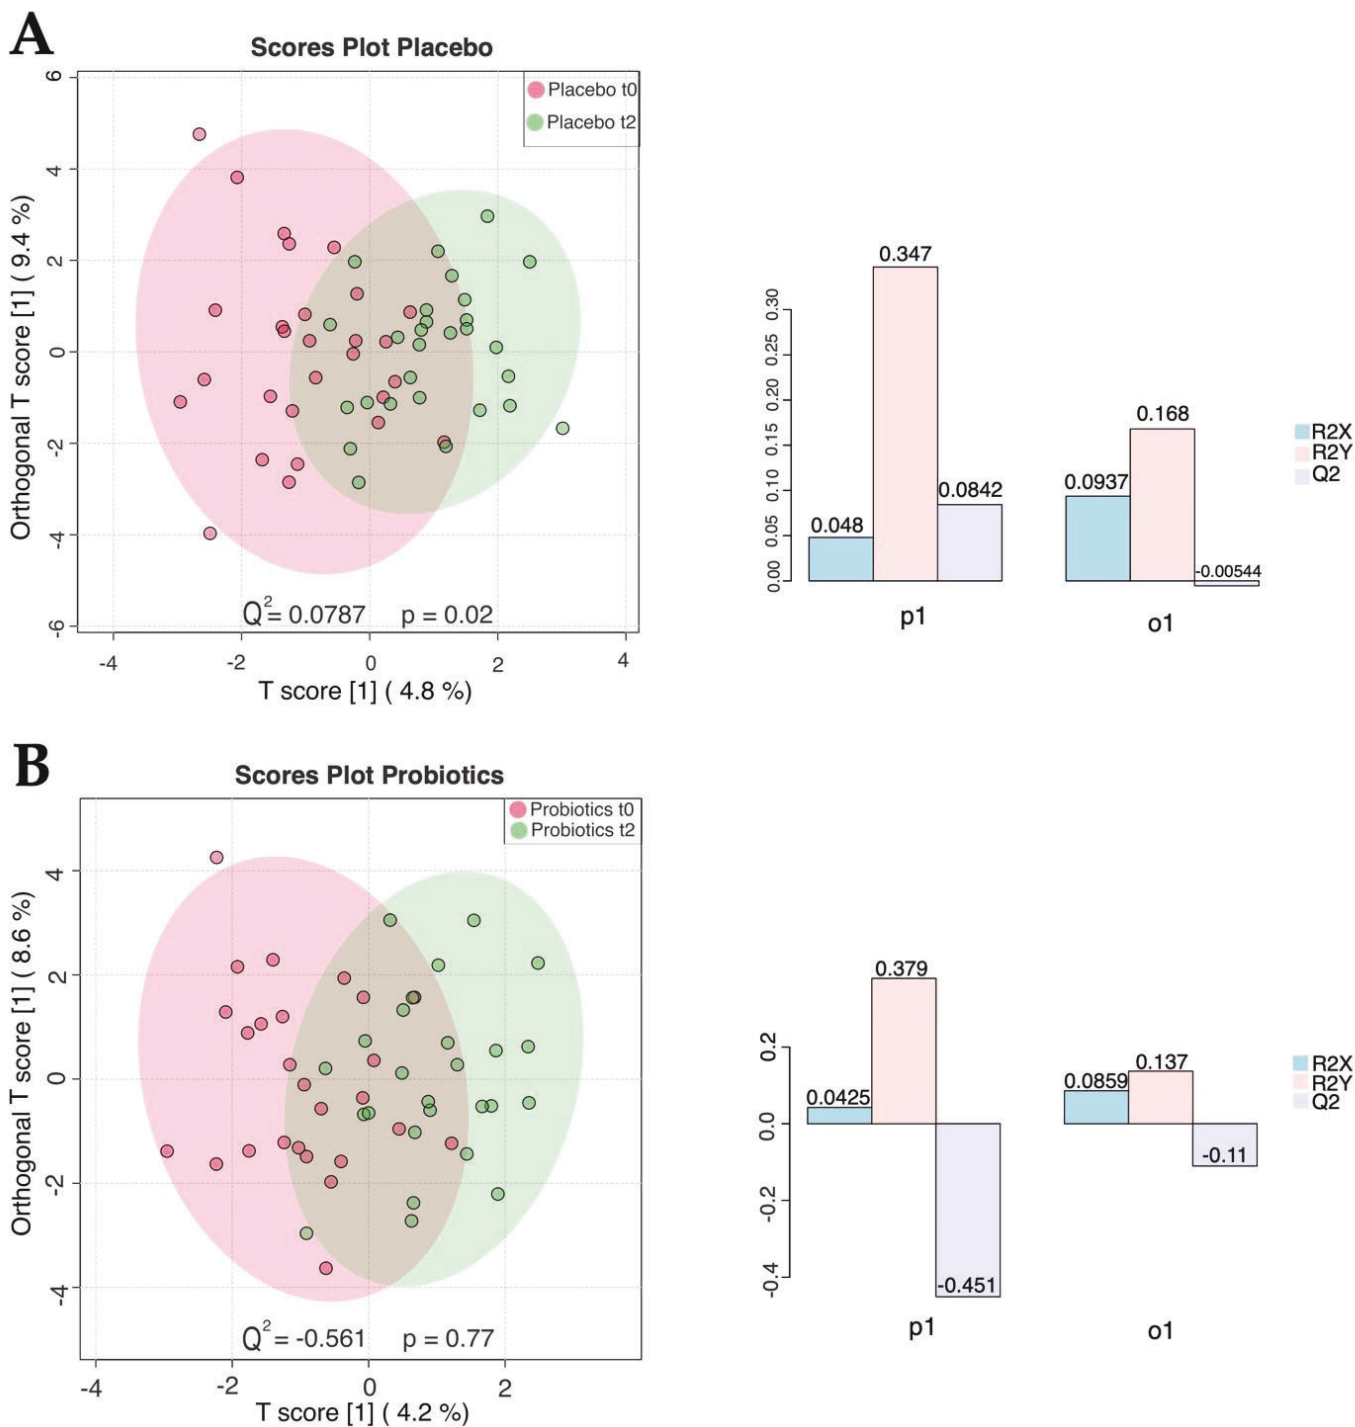 A
Scores Plot Placebo
Placebo t0
Placebo t2
6
4
2
0
-2
-4
-6
Orthogonal T score [1] ( 9.4 %)
Q2= 0.0787 p = 0.02
-4 -2 0 2 4
T score [1] ( 4.8 %)
0.30
0.25
0.20
0.15
0.10
0.05
0.00
0.347
0.048
0.0842
0.168
0.0937
-0.00544
p1 o1
R2X
R2Y
Q2
B
Scores Plot Probiotics
Probiotics t0
Probiotics t2
4
2
0
-2
-4
Orthogonal T score [1] ( 8.6 %)
Q2= -0.561 p = 0.77
-4 -2 0 2
T score [1] ( 4.2 %)
0.2
0.0
-0.2
-0.4
0.379
0.0425
-0.451
0.137
0.0859
-0.11
p1 o1
R2X
R2Y
Q2